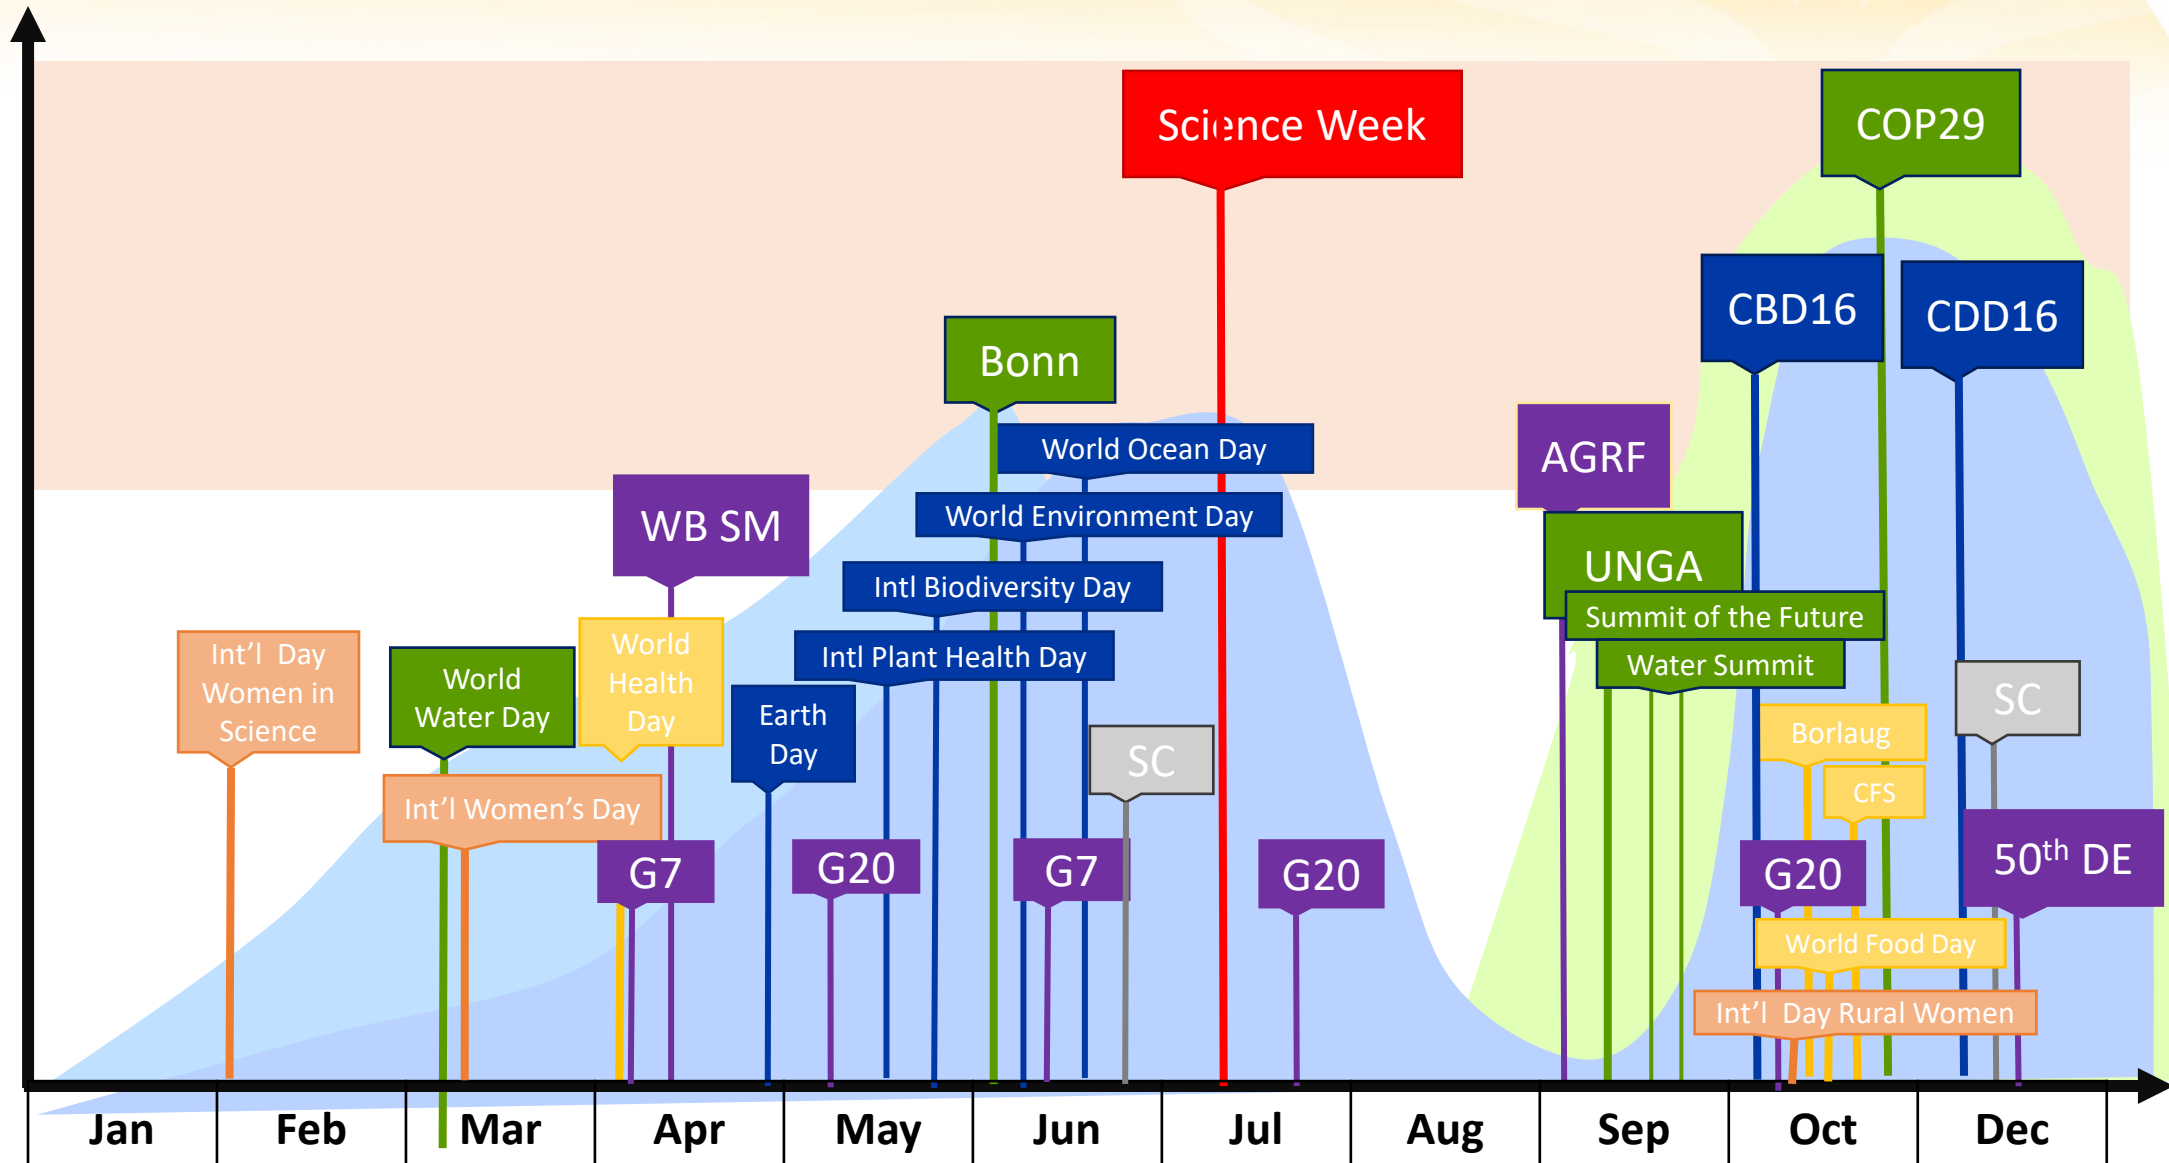 Science Week
COP29
CBD16
CDD16
Bonn
AGRF
World Ocean Day
WB SM
World Environment Day
UNGA
Intl Biodiversity Day
Summit of the Future
Int'l  Day
Women in
Science
World
Water Day
World
Health
Day
Intl Plant Health Day
Water Summit
Earth
Day
SC
SC
Borlaug
CFS
Int'l Women's Day
G7
G20
G7
G20
G20
50th DE
World Food Day
Int'l  Day Rural Women
Jan
Feb
Mar
Apr
May
Jun
Jul
Aug
Sep
Oct
Dec